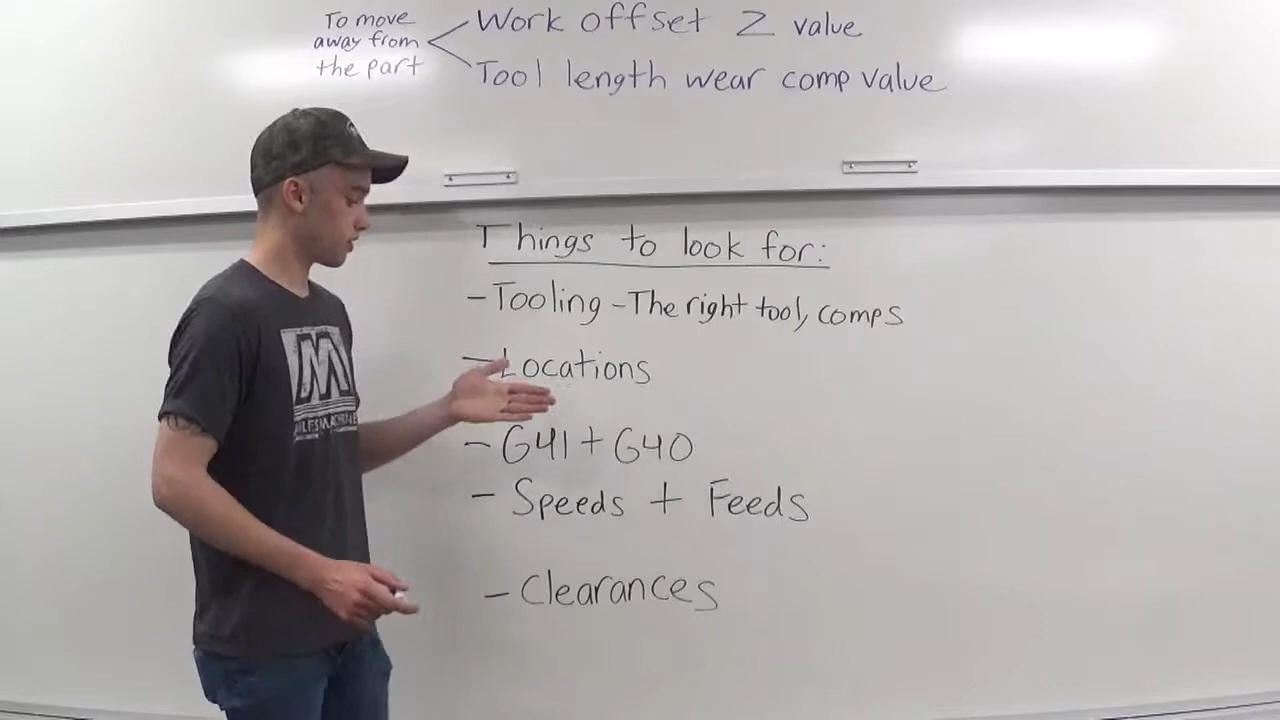 To move
away from
the part
Work offset Z value
Tool length wear comp value
Things to look for:
- Tooling - The right tool, comps
- Locations
- G41 + G40
- Speeds + Feeds
- Clearances
M